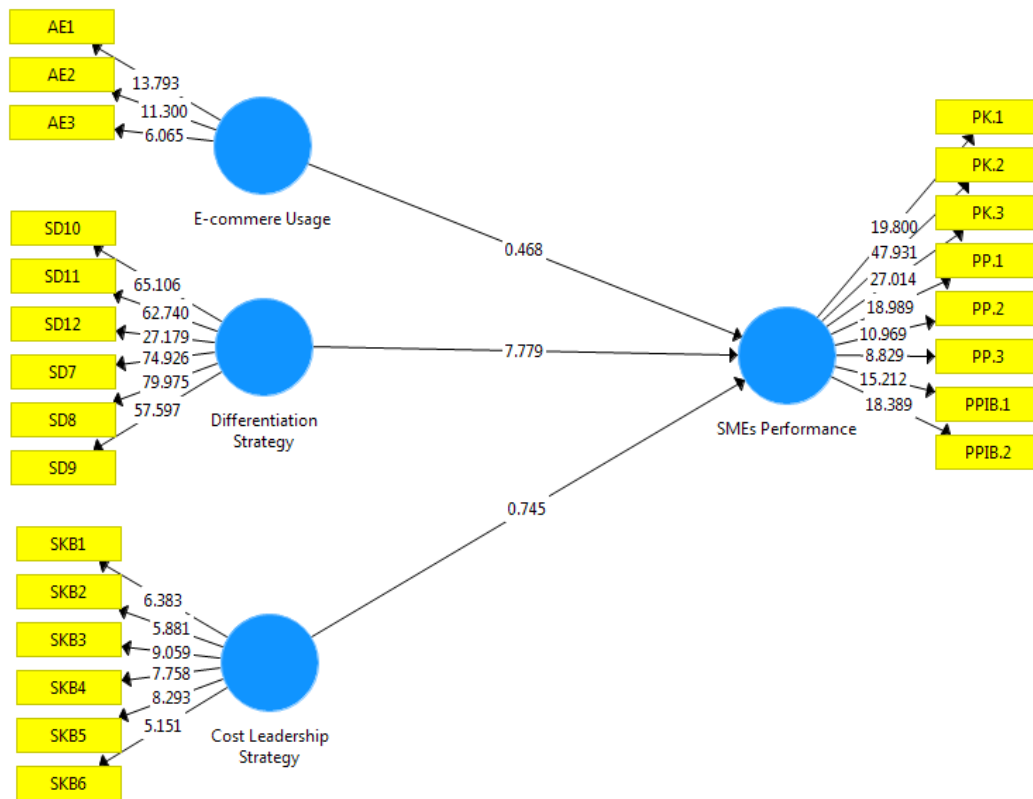 AE1
AE2
AE3
13.793
11.300
6.065
E-commere Usage
SD10
SD11
SD12
SD7
SD8
SD9
65.106
62.740
27.179
74.926
79.975
57.597
Differentiation
Strategy
SKB1
SKB2
SKB3
SKB4
SKB5
SKB6
6.383
5.881
9.059
7.758
8.293
5.151
Cost Leadership
Strategy
0.468
7.779
0.745
SMEs Performance
19.800
47.931
27.014
18.989
10.969
8.829
15.212
18.389
PK.1
PK.2
PK.3
PP.1
PP.2
PP.3
PPIB.1
PPIB.2